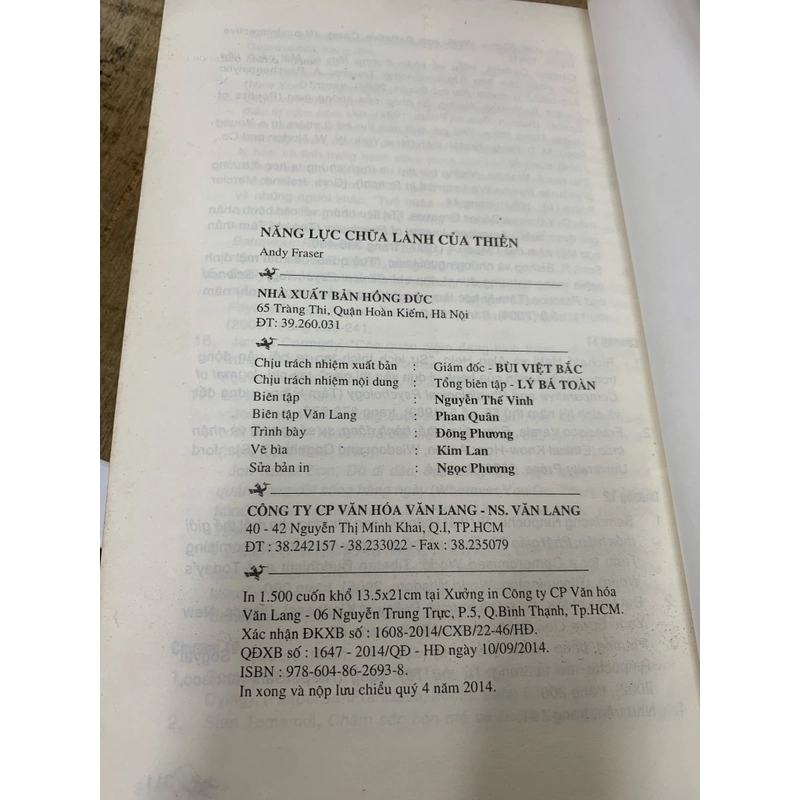 NĂNG LỰC CHỮA LÀNH CỦA THIỀN
Andy Fraser
NHÀ XUẤT BẢN HỒNG ĐỨC
65 Tràng Thi, Quận Hoàn Kiếm, Hà Nội
ĐT: 39.260.031
Chịu trách nhiệm xuất bản : Giám đốc - BÙI VIỆT BẮC
Chịu trách nhiệm nội dung : Tổng biên tập - LÝ BÁ TOÀN
Biên tập : Nguyễn Thế Vinh
Biên tập Văn Lang : Phan Quân
Trình bày : Đông Phương
Vẽ bìa : Kim Lan
Sửa bản in : Ngọc Phương
CÔNG TY CP VĂN HÓA VĂN LANG - NS. VĂN LANG
40 - 42 Nguyễn Thị Minh Khai, Q.I, TP.HCM
ĐT : 38.242157 - 38.233022 - Fax : 38.235079
In 1.500 cuốn khổ 13.5x21cm tại Xưởng in Công ty CP Văn hóa
Văn Lang - 06 Nguyễn Trung Trực, P.5, Q.Bình Thạnh, Tp.HCM.
Xác nhận ĐKXB số : 1608-2014/CXB/22-46/HĐ.
QĐXB số : 1647 - 2014/QĐ - HĐ ngày 10/09/2014.
ISBN : 978-604-86-2693-8.
In xong và nộp lưu chiểu quý 4 năm 2014.